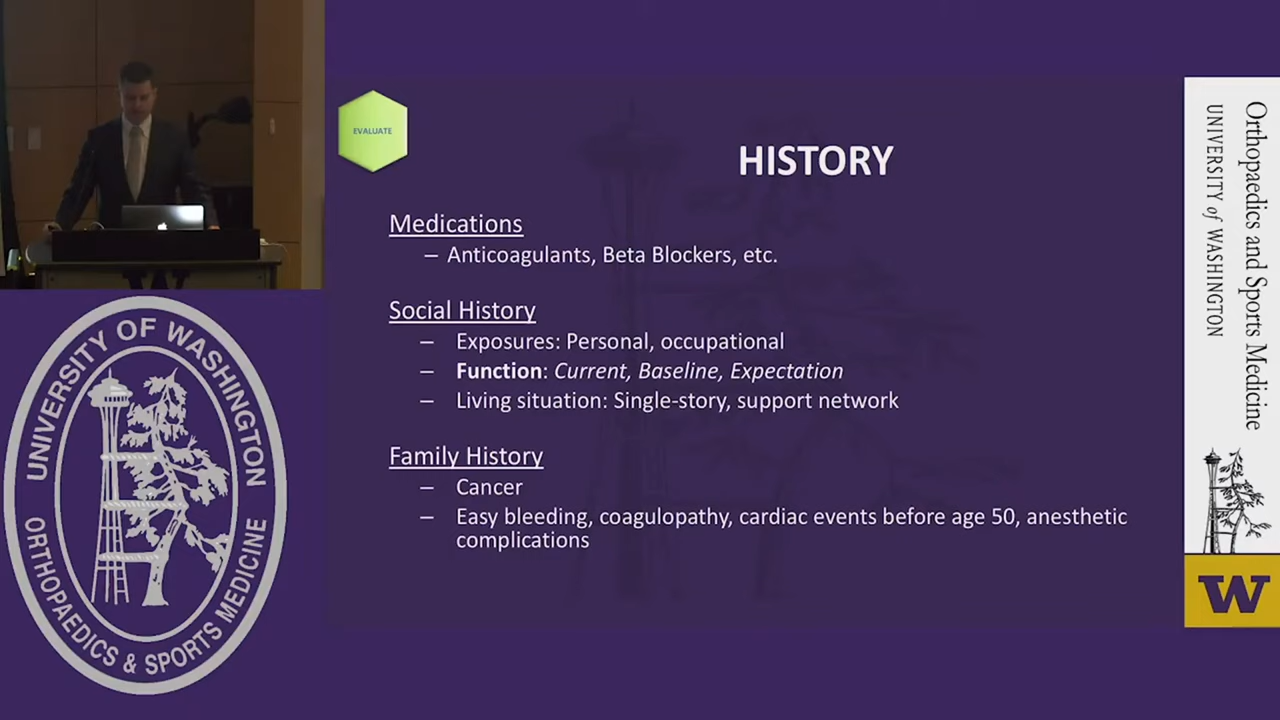 EVALUATE
HISTORY
Medications
– Anticoagulants, Beta Blockers, etc.
Social History
– Exposures: Personal, occupational
– Function: Current, Baseline, Expectation
– Living situation: Single-story, support network
Family History
– Cancer
– Easy bleeding, coagulopathy, cardiac events before age 50, anesthetic
complications
UNIVERSITY OF WASHINGTON
ORTHOPAEDICS & SPORTS MEDICINE
Orthopaedics and Sports Medicine
UNIVERSITY of WASHINGTON
W